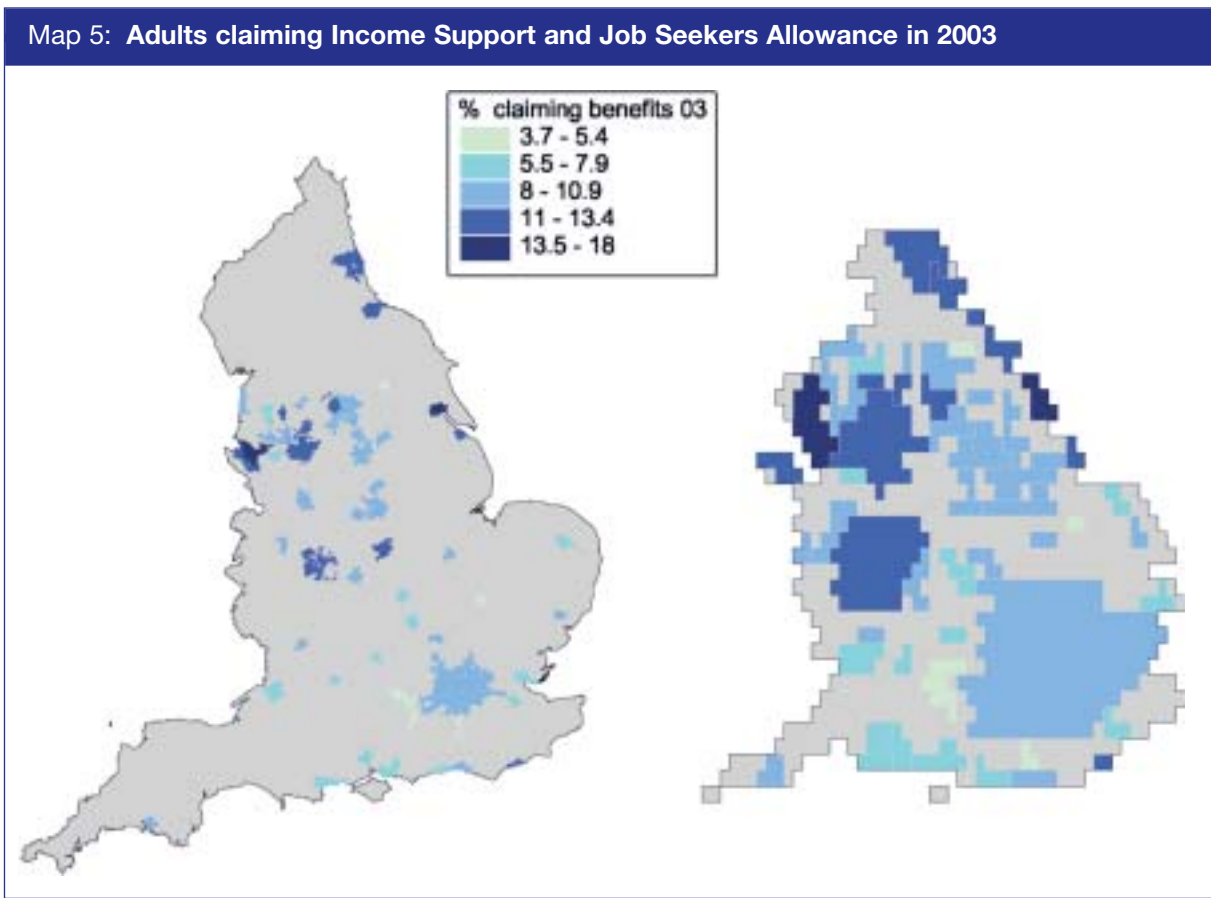 Map 5: Adults claiming Income Support and Job Seekers Allowance in 2003
% claiming benefits 03
3.7 - 5.4
5.5 - 7.9
8 - 10.9
11 - 13.4
13.5 - 18